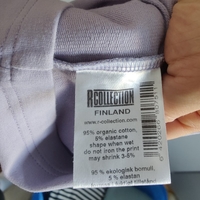 R-COLLECTION
FINLAND
www.r-collection.com
95% organic cotton,
5% elastane
shape when wet
do not iron the print
may shrink 3-5%
95 % ekologisk bomull,
5 % elastan